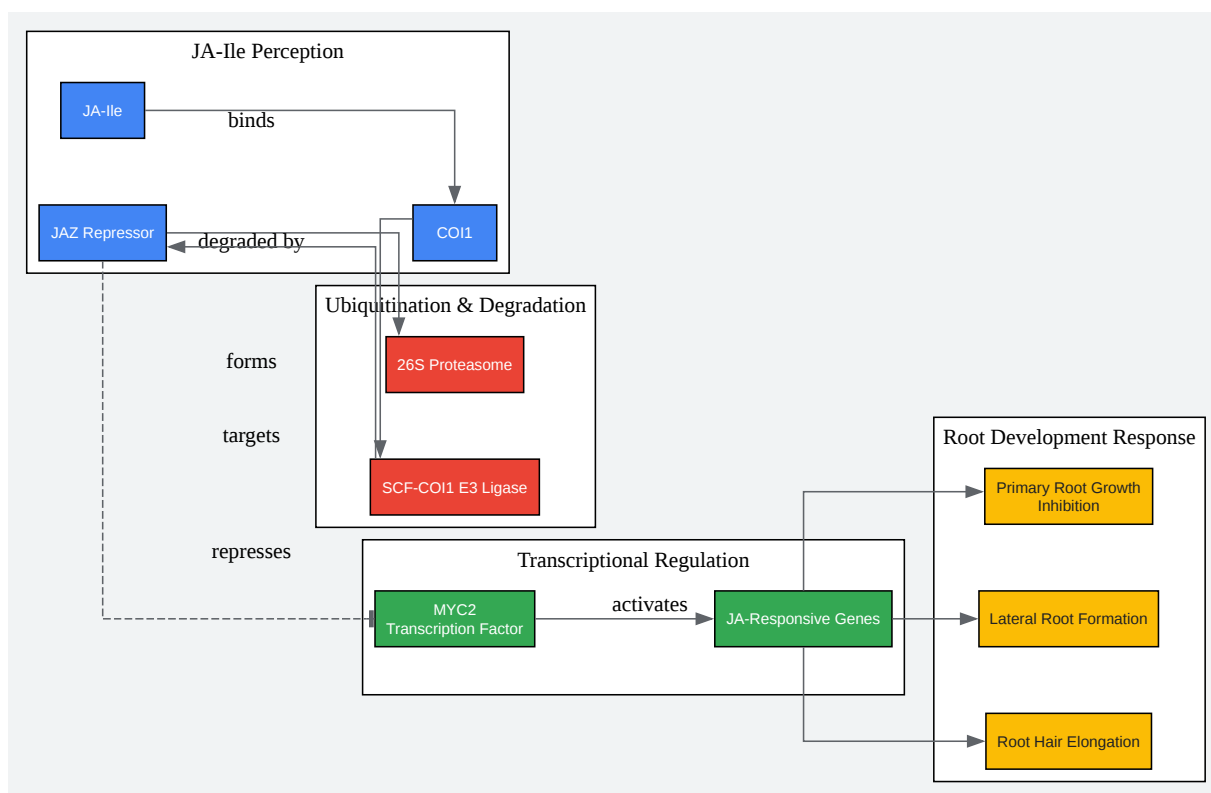 JA-Ile Perception
JA-Ile
binds
JAZ Repressor
degraded by
COI1
Ubiquitination & Degradation
26S Proteasome
forms
targets
SCF-COI1 E3 Ligase
represses
Transcriptional Regulation
MYC2
Transcription Factor
activates
JA-Responsive Genes
Root Development Response
Primary Root Growth
Inhibition
Lateral Root Formation
Root Hair Elongation